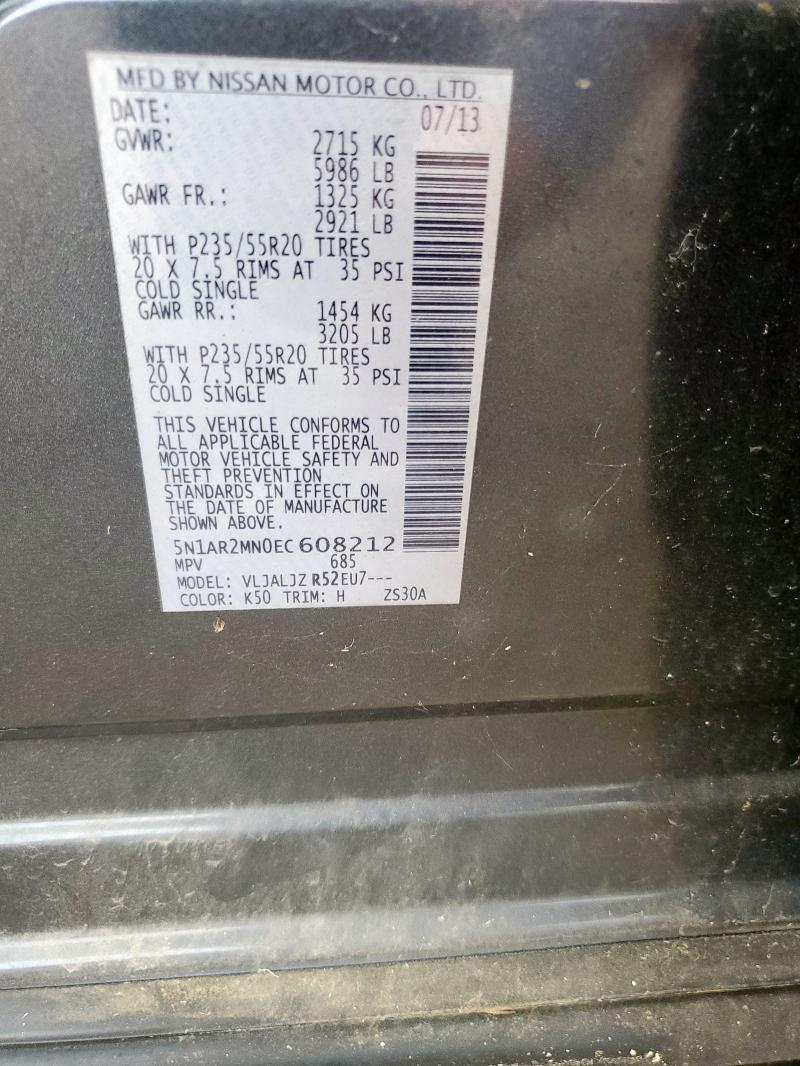 MFD BY NISSAN MOTOR CO., LTD.
DATE: 07/13
GVWR: 2715 KG
5986 LB
GAWR FR.: 1325 KG
2921 LB
WITH P235/55R20 TIRES
20 X 7.5 RIMS AT 35 PSI
COLD SINGLE
GAWR RR.: 1454 KG
3205 LB
WITH P235/55R20 TIRES
20 X 7.5 RIMS AT 35 PSI
COLD SINGLE
THIS VEHICLE CONFORMS TO
ALL APPLICABLE FEDERAL
MOTOR VEHICLE SAFETY AND
THEFT PREVENTION
STANDARDS IN EFFECT ON
THE DATE OF MANUFACTURE
SHOWN ABOVE.
5N1AR2MN0EC608212
MPV 685
MODEL: VLJALJZR52EU7---
COLOR: K50 TRIM: H ZS30A